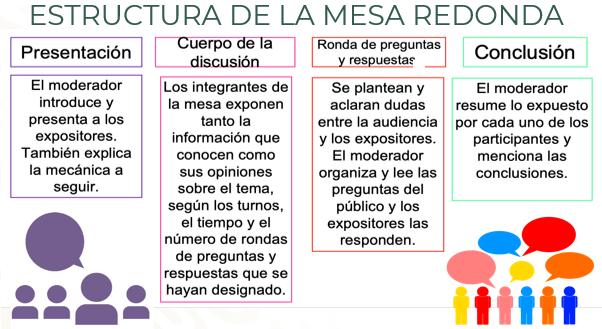 ESTRUCTURA DE LA MESA REDONDA
Presentación
El moderador
introduce y
presenta a los
expositores.
También explica
la mecánica a
seguir.
Cuerpo de la
discusión
Los integrantes de
la mesa exponen
tanto la
información que
conocen como
sus opiniones
sobre el tema,
según los turnos,
el tiempo y el
número de rondas
de preguntas y
respuestas que se
hayan designado.
Ronda de preguntas
y respuestas
Se plantean y
aclaran dudas
entre la audiencia
y los expositores.
El moderador
organiza y lee las
preguntas del
público y los
expositores las
responden.
Conclusión
El moderador
resume lo expuesto
por cada uno de los
participantes y
menciona las
conclusiones.